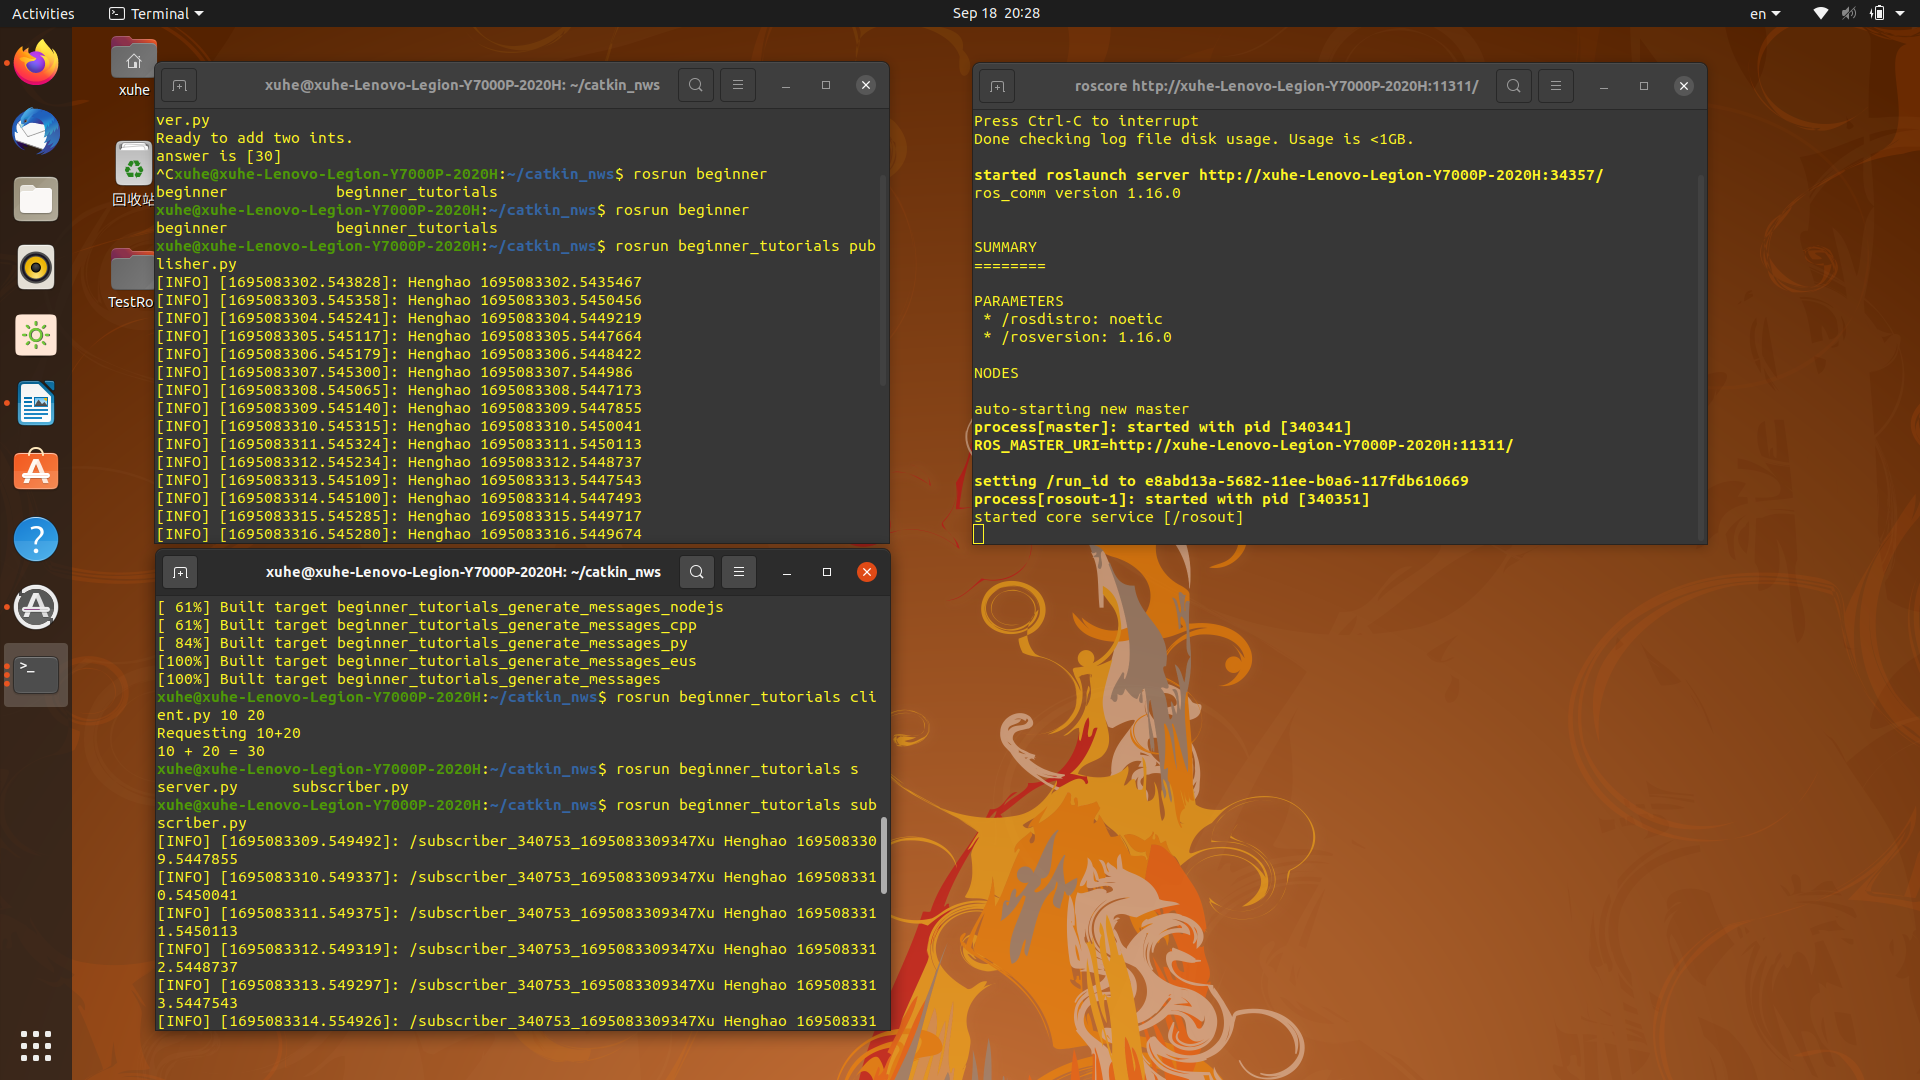 Activities
Terminal
Sep 18 20:28
en
xuhe
回收站
TestRo
xuhe@xuhe-Lenovo-Legion-Y7000P-2020H: ~/catkin_nws
ver.py
Ready to add two ints.
answer is [30]
^Cxuhe@xuhe-Lenovo-Legion-Y7000P-2020H:~/catkin_nws$ rosrun beginner
beginner beginner_tutorials
xuhe@xuhe-Lenovo-Legion-Y7000P-2020H:~/catkin_nws$ rosrun beginner
beginner beginner_tutorials
xuhe@xuhe-Lenovo-Legion-Y7000P-2020H:~/catkin_nws$ rosrun beginner_tutorials pub
lisher.py
[INFO] [1695083302.543828]: Henghao 1695083302.5435467
[INFO] [1695083303.545358]: Henghao 1695083303.5450456
[INFO] [1695083304.545241]: Henghao 1695083304.5449219
[INFO] [1695083305.545117]: Henghao 1695083305.5447664
[INFO] [1695083306.545179]: Henghao 1695083306.5448422
[INFO] [1695083307.545300]: Henghao 1695083307.544986
[INFO] [1695083308.545065]: Henghao 1695083308.5447173
[INFO] [1695083309.545140]: Henghao 1695083309.5447855
[INFO] [1695083310.545315]: Henghao 1695083310.5450041
[INFO] [1695083311.545324]: Henghao 1695083311.5450113
[INFO] [1695083312.545234]: Henghao 1695083312.5448737
[INFO] [1695083313.545109]: Henghao 1695083313.5447543
[INFO] [1695083314.545100]: Henghao 1695083314.5447493
[INFO] [1695083315.545285]: Henghao 1695083315.5449717
[INFO] [1695083316.545280]: Henghao 1695083316.5449674
roscore http://xuhe-Lenovo-Legion-Y7000P-2020H:11311/
Press Ctrl-C to interrupt
Done checking log file disk usage. Usage is <1GB.
started roslaunch server http://xuhe-Lenovo-Legion-Y7000P-2020H:34357/
ros_comm version 1.16.0
SUMMARY
========
PARAMETERS
* /rosdistro: noetic
* /rosversion: 1.16.0
NODES
auto-starting new master
process[master]: started with pid [340341]
ROS_MASTER_URI=http://xuhe-Lenovo-Legion-Y7000P-2020H:11311/
setting /run_id to e8abd13a-5682-11ee-b0a6-117fdb610669
process[rosout-1]: started with pid [340351]
started core service [/rosout]
xuhe@xuhe-Lenovo-Legion-Y7000P-2020H: ~/catkin_nws
[ 61%] Built target beginner_tutorials_generate_messages_nodejs
[ 61%] Built target beginner_tutorials_generate_messages_cpp
[ 84%] Built target beginner_tutorials_generate_messages_py
[100%] Built target beginner_tutorials_generate_messages_eus
[100%] Built target beginner_tutorials_generate_messages
xuhe@xuhe-Lenovo-Legion-Y7000P-2020H:~/catkin_nws$ rosrun beginner_tutorials cli
ent.py 10 20
Requesting 10+20
10 + 20 = 30
xuhe@xuhe-Lenovo-Legion-Y7000P-2020H:~/catkin_nws$ rosrun beginner_tutorials s
server.py subscriber.py
xuhe@xuhe-Lenovo-Legion-Y7000P-2020H:~/catkin_nws$ rosrun beginner_tutorials sub
scriber.py
[INFO] [1695083309.549492]: /subscriber_340753_1695083309347Xu Henghao 169508330
9.5447855
[INFO] [1695083310.549337]: /subscriber_340753_1695083309347Xu Henghao 169508331
0.5450041
[INFO] [1695083311.549375]: /subscriber_340753_1695083309347Xu Henghao 169508331
1.5450113
[INFO] [1695083312.549319]: /subscriber_340753_1695083309347Xu Henghao 169508331
2.5448737
[INFO] [1695083313.549297]: /subscriber_340753_1695083309347Xu Henghao 169508331
3.5447543
[INFO] [1695083314.554926]: /subscriber_340753_1695083309347Xu Henghao 169508331